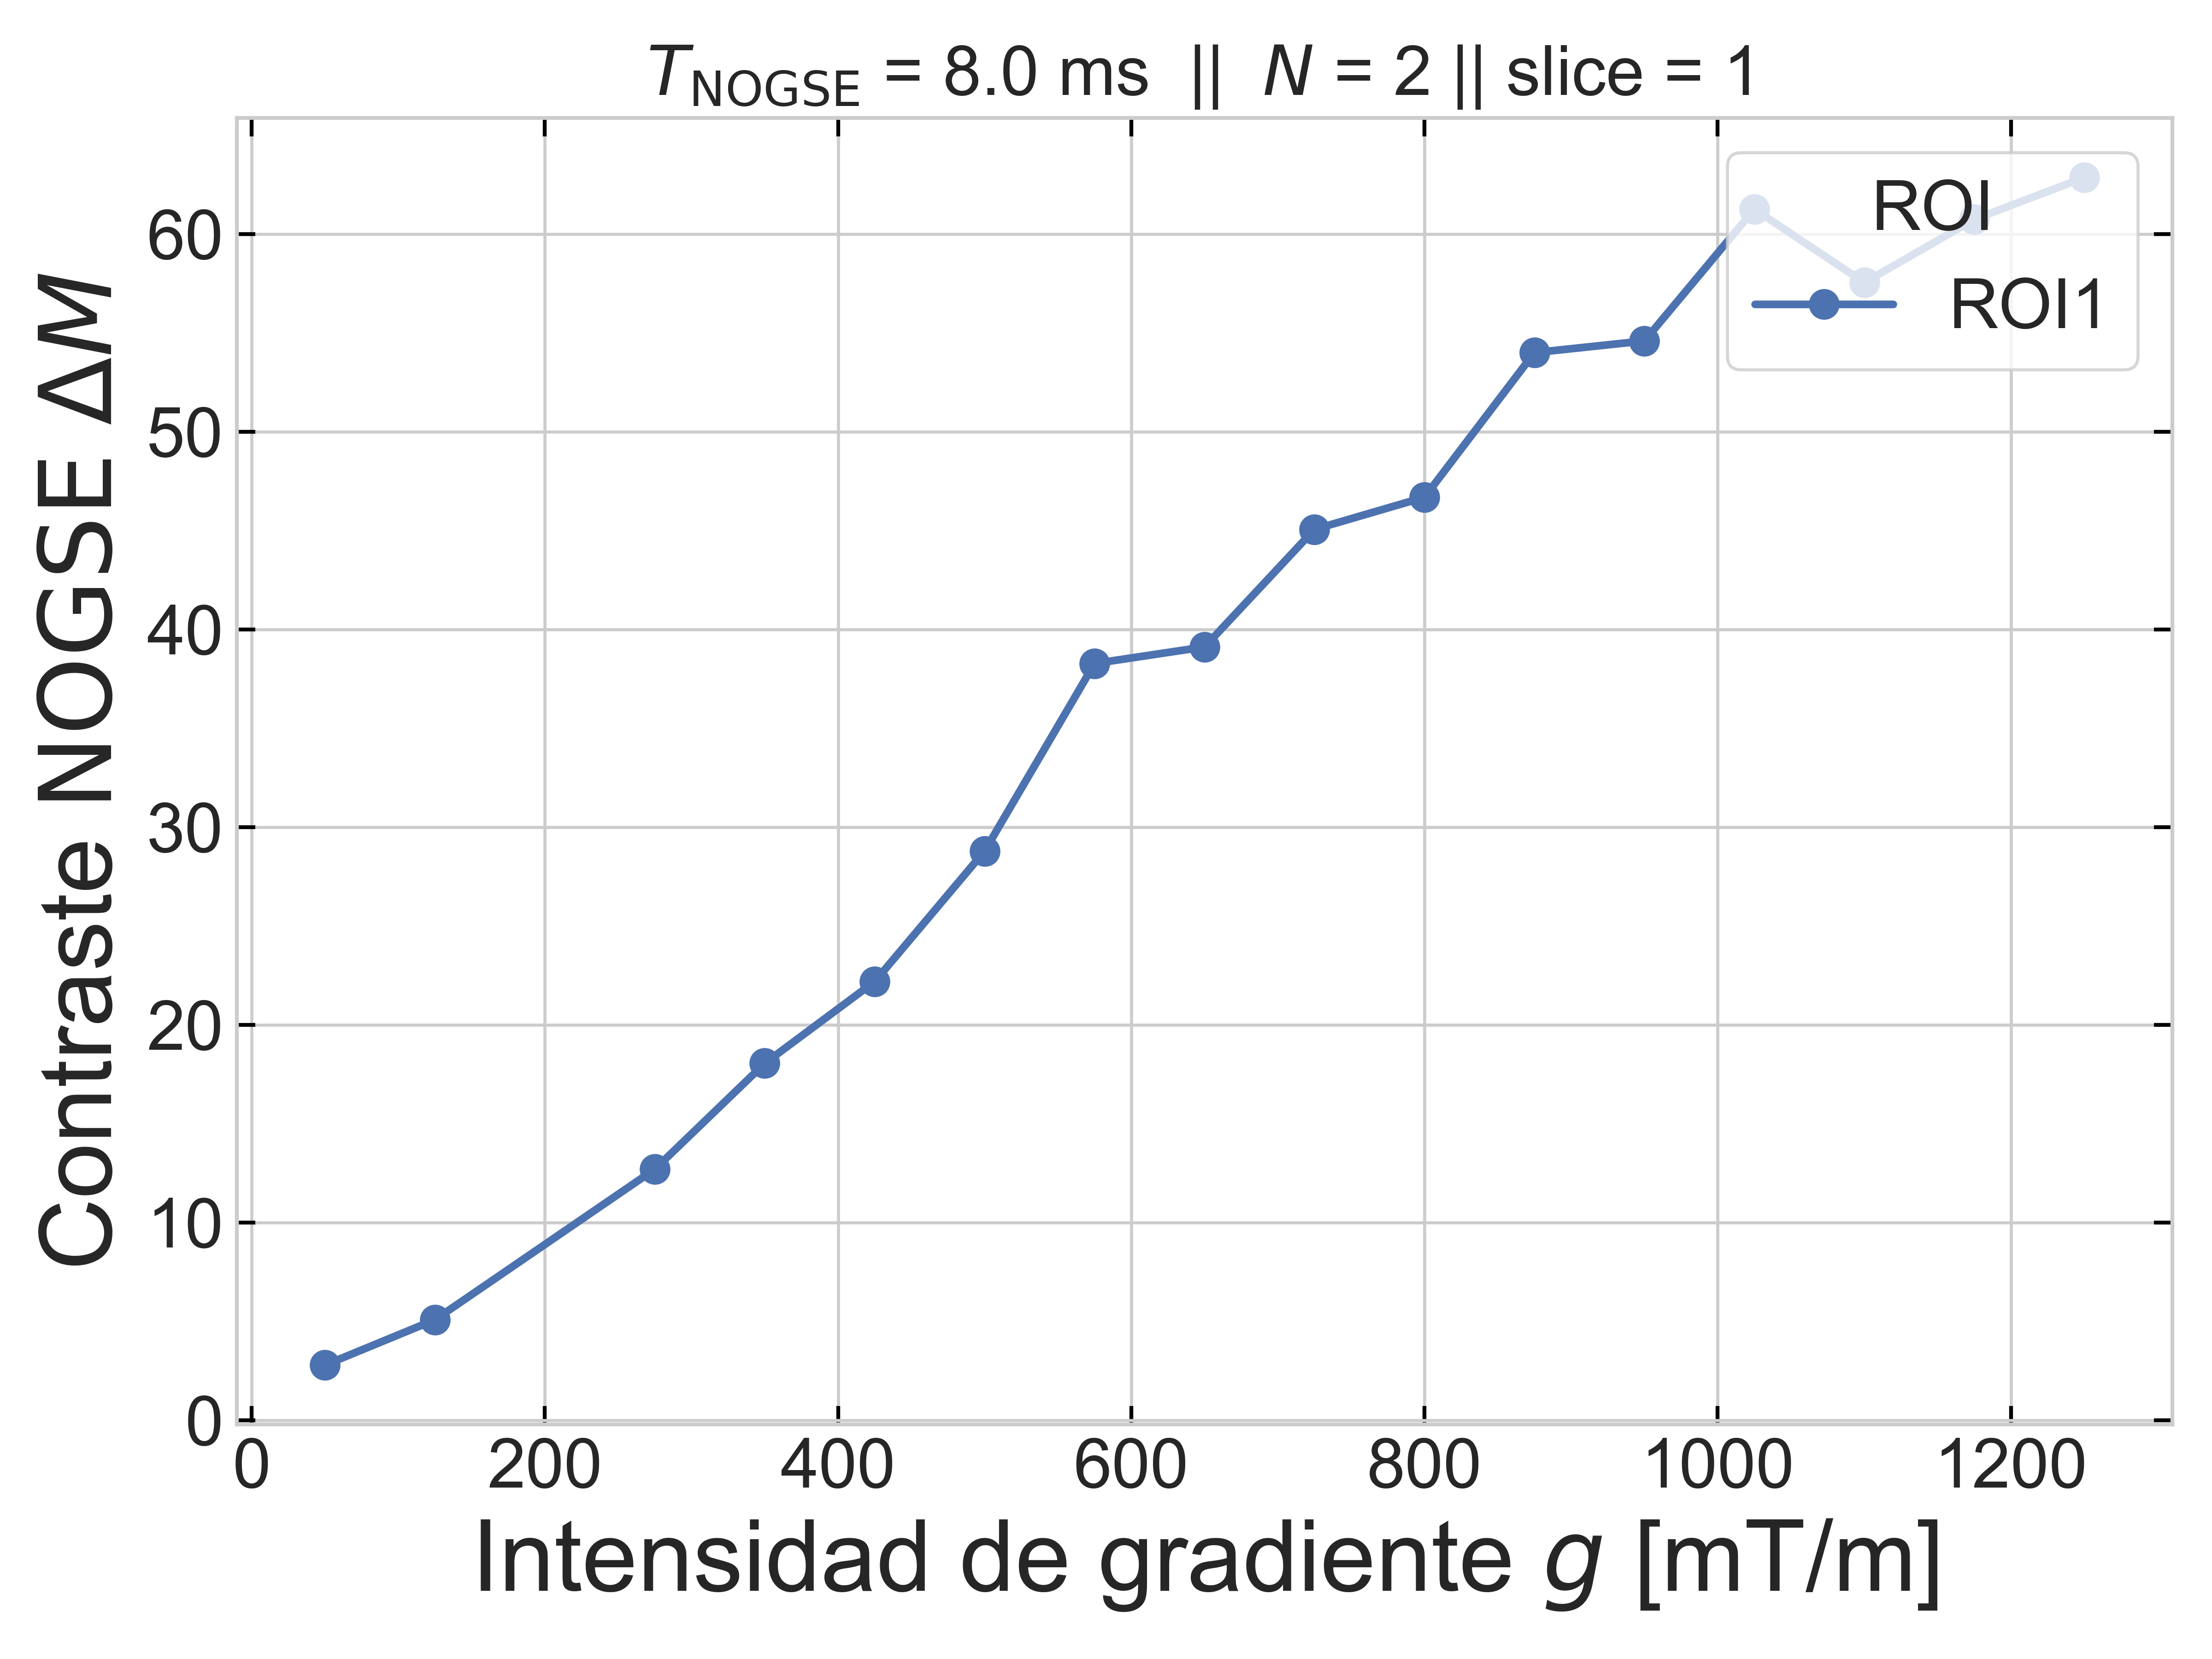 T_NOGSE = 8.0 ms || N = 2 || slice = 1
Contraste NOGSE ΔM
60
50
40
30
20
10
0
ROI
ROI1
0 200 400 600 800 1000 1200
Intensidad de gradiente g [mT/m]